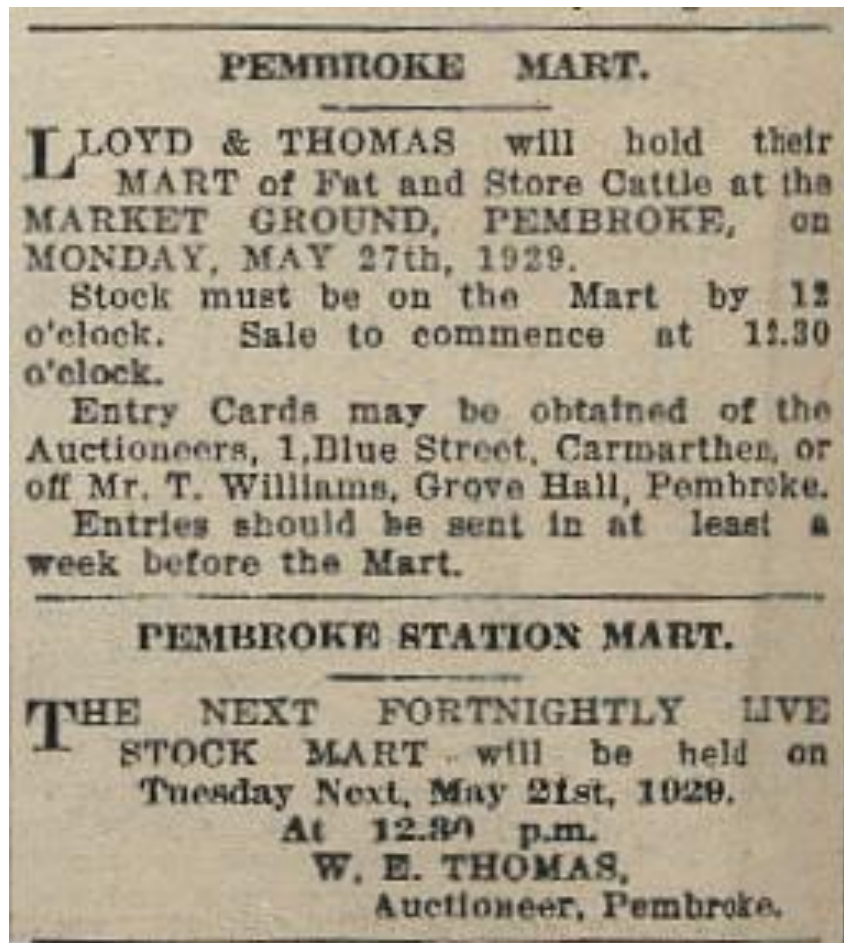 PEMBROKE MART.
LLOYD & THOMAS will hold their
MART of Fat and Store Cattle at the
MARKET GROUND, PEMBROKE, on
MONDAY, MAY 27th, 1929.
Stock must be on the Mart by 12
o'clock. Sale to commence at 12.30
o'clock.
Entry Cards may be obtained of the
Auctioneers, 1,Blue Street, Carmarthen, or
off Mr. T. Williams, Grove Hall, Pembroke.
Entries should be sent in at least a
week before the Mart.
PEMBROKE STATION MART.
THE NEXT FORTNIGHTLY LIVE
STOCK MART will be held on
Tuesday Next, May 21st, 1929.
At 12.30 p.m.
W. E. THOMAS,
Auctioneer, Pembroke.